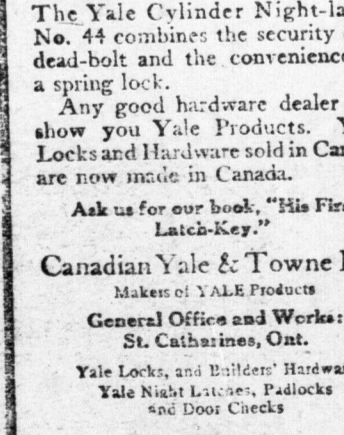 The Yale Cylinder Night-la
No. 44 combines the security
dead-bolt and the convenienc
a spring lock.
Any good hardware dealer
show you Yale Products. Y
Locks and Hardware sold in Can
are now made in Canada.
Ask us for our book, "His Firs
Latch-Key."
Canadian Yale & Towne
Makers of YALE Products
General Office and Works:
St. Catharines, Ont.
Yale Locks, and Builders' Hardwa
Yale Night Latches, Padlocks
and Door Checks